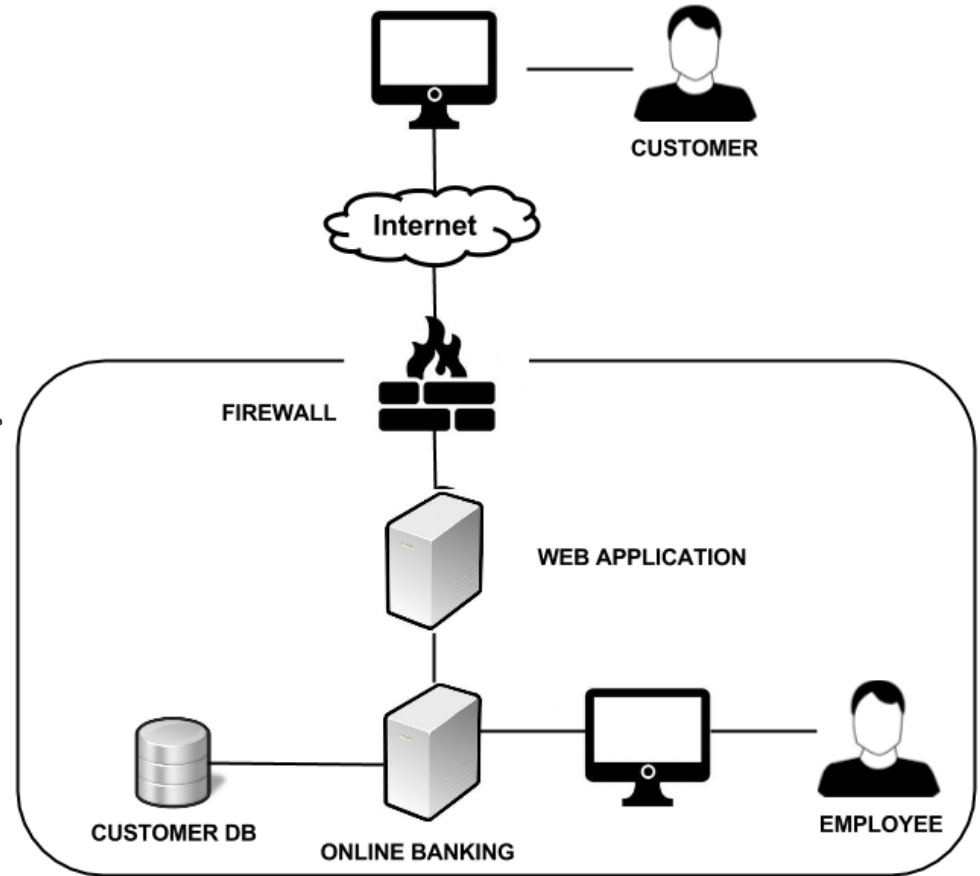 CUSTOMER
Internet
FIREWALL
WEB APPLICATION
CUSTOMER DB
ONLINE BANKING
EMPLOYEE